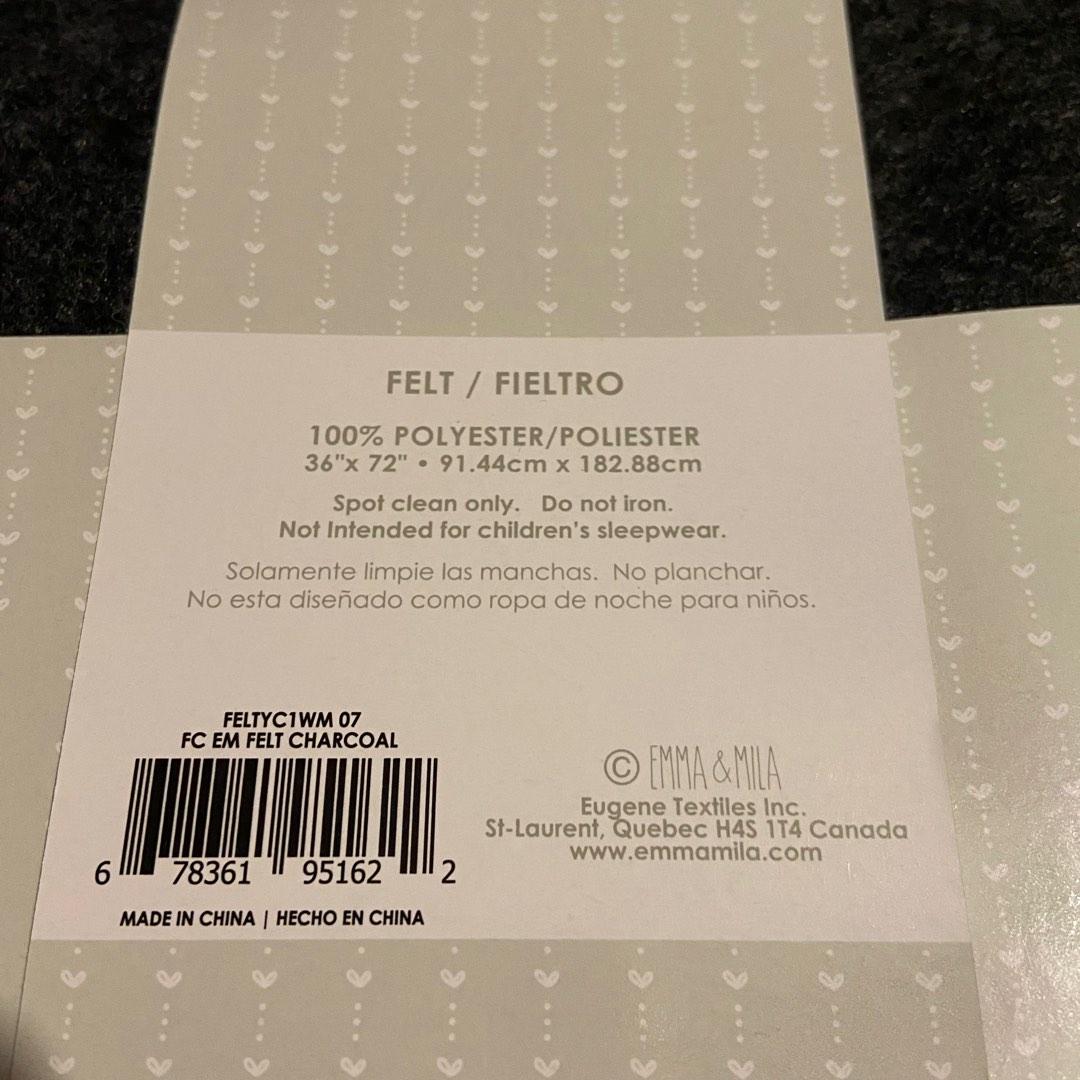 FELT / FIELTRO
100% POLYESTER/POLIESTER
36"x 72" • 91.44cm x 182.88cm
Spot clean only. Do not iron.
Not Intended for children's sleepwear.
Solamente limpie las manchas. No planchar.
No esta diseñado como ropa de noche para niños.
FELTYC1WM 07
FC EM FELT CHARCOAL
6 78361 95162 2
MADE IN CHINA | HECHO EN CHINA
© EMMA & MILA
Eugene Textiles Inc.
St-Laurent, Quebec H4S 1T4 Canada
www.emmamila.com